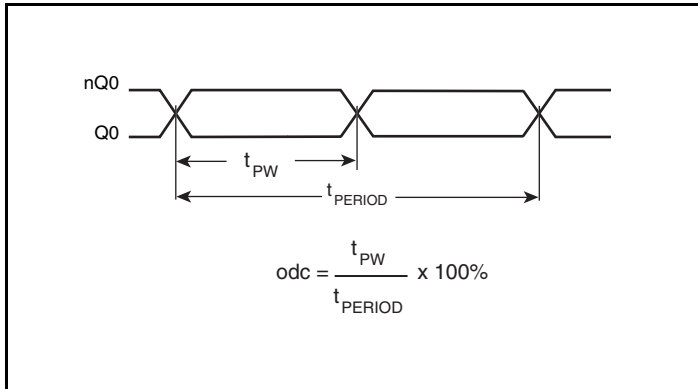 nQ0
Q0
tPW
tPERIOD
odc = tPW / tPERIOD x 100%